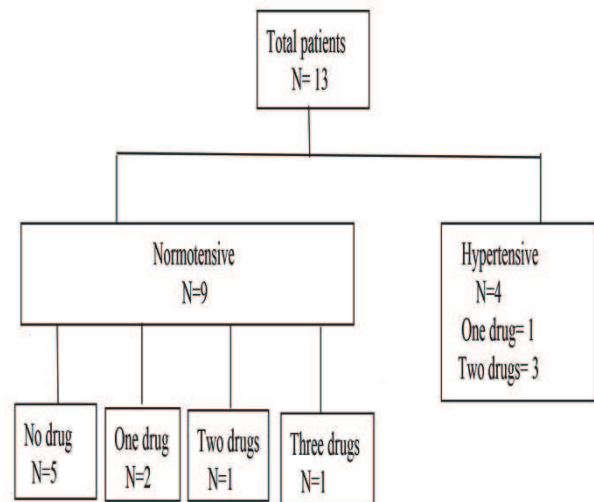 Total patients
N= 13
Normotensive
N=9
Hypertensive
N=4
One drug= 1
Two drugs= 3
No drug
N=5
One drug
N=2
Two drugs
N=1
Three drugs
N=1